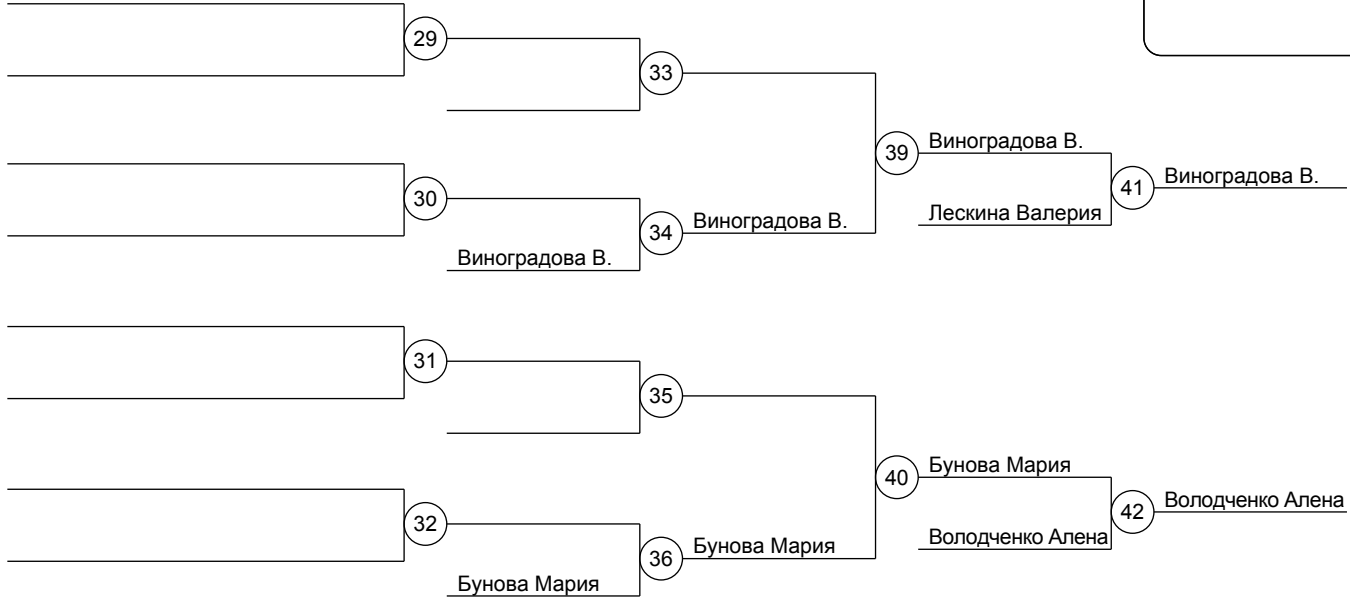 29
33
39
Виноградова В.
41
Виноградова В.
Лескина Валерия
30
34
Виноградова В.
Виноградова В.
31
35
40
Бунова Мария
42
Володченко Алена
Володченко Алена
32
36
Бунова Мария
Бунова Мария